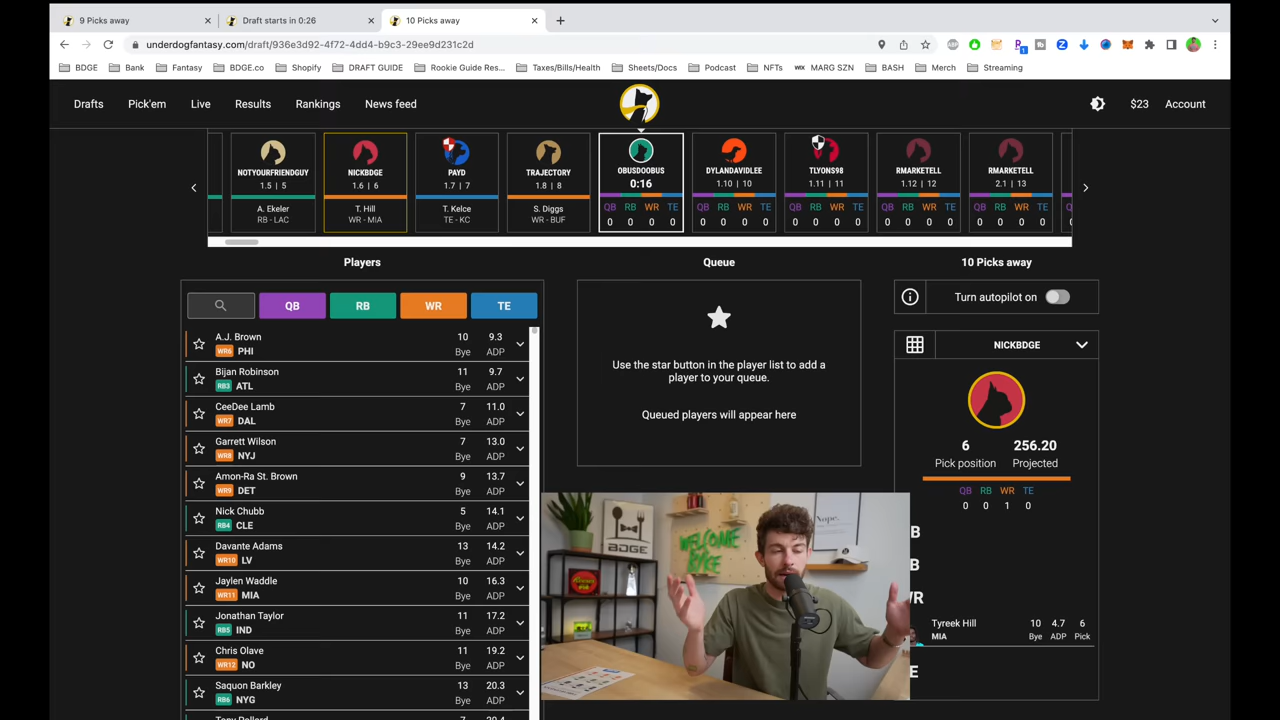 9 Picks away
Draft starts in 0:26
10 Picks away
underdogfantasy.com/draft/936e3d92-4f72-4dd4-b9c3-29ee9d231c2d
BDGE Bank Fantasy BDGE.co Shopify DRAFT GUIDE Rookie Guide Res... Taxes/Bills/Health Sheets/Docs Podcast NFTs WIX MARG SZN BASH Merch Streaming
Drafts Pick'em Live Results Rankings News feed $23 Account
NOTYOURFRIENDGUY NICKBDGE PAYD TRAJECTORY OBUSDOOBUS DYLANDAVIDLEE TLYONS98 RMARKETELL RMARKETELL
1.5 | 5 1.6 | 6 1.7 | 7 1.8 | 8 0:16 1.10 | 10 1.11 | 11 1.12 | 12 2.1 | 13
A. Ekeler T. Hill T. Kelce S. Diggs QB RB WR TE QB RB WR TE QB RB WR TE QB RB WR TE QB RB WR TE
RB - LAC WR - MIA TE - KC WR - BUF 0 0 0 0 0 0 0 0 0 0 0 0 0 0 0 0 0 0 0 0
Players Queue 10 Picks away
QB RB WR TE
Turn autopilot on
A.J. Brown 10 9.3
WR6 PHI Bye ADP
Bijan Robinson 11 9.7
RB3 ATL Bye ADP
CeeDee Lamb 7 11.0
WR7 DAL Bye ADP
Garrett Wilson 7 13.0
WR8 NYJ Bye ADP
Amon-Ra St. Brown 9 13.7
WR9 DET Bye ADP
Nick Chubb 5 14.1
RB4 CLE Bye ADP
Davante Adams 13 14.2
WR10 LV Bye ADP
Jaylen Waddle 10 16.3
WR11 MIA Bye ADP
Jonathan Taylor 11 17.2
RB5 IND Bye ADP
Chris Olave 11 19.2
WR12 NO Bye ADP
Saquon Barkley 13 20.3
RB6 NYG Bye ADP
Use the star button in the player list to add a
player to your queue.
Queued players will appear here
NICKBDGE
6 256.20
Pick position Projected
QB RB WR TE
0 0 1 0
B
B
WR
Tyreek Hill 10 4.7 6
MIA Bye ADP Pick
E
BDGE
WELCOME
Nope.